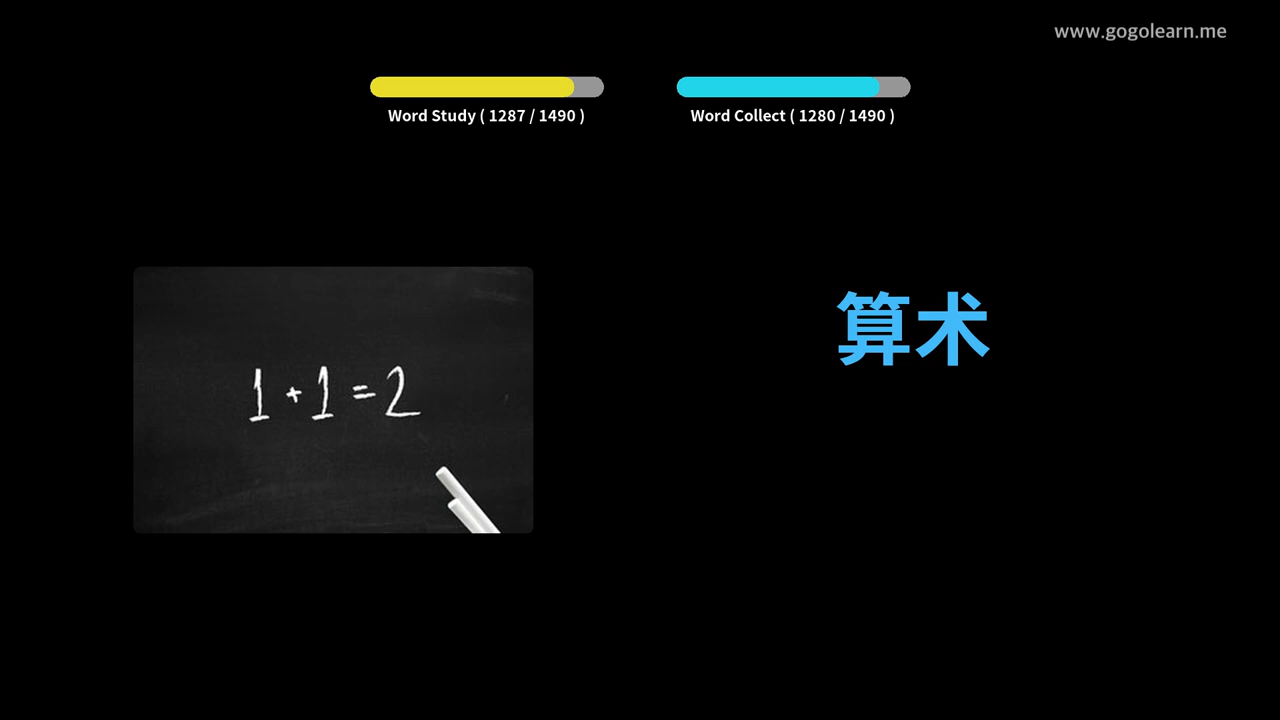 www.gogolearn.me
Word Study ( 1287 / 1490 )
Word Collect ( 1280 / 1490 )
1 + 1 = 2
算术